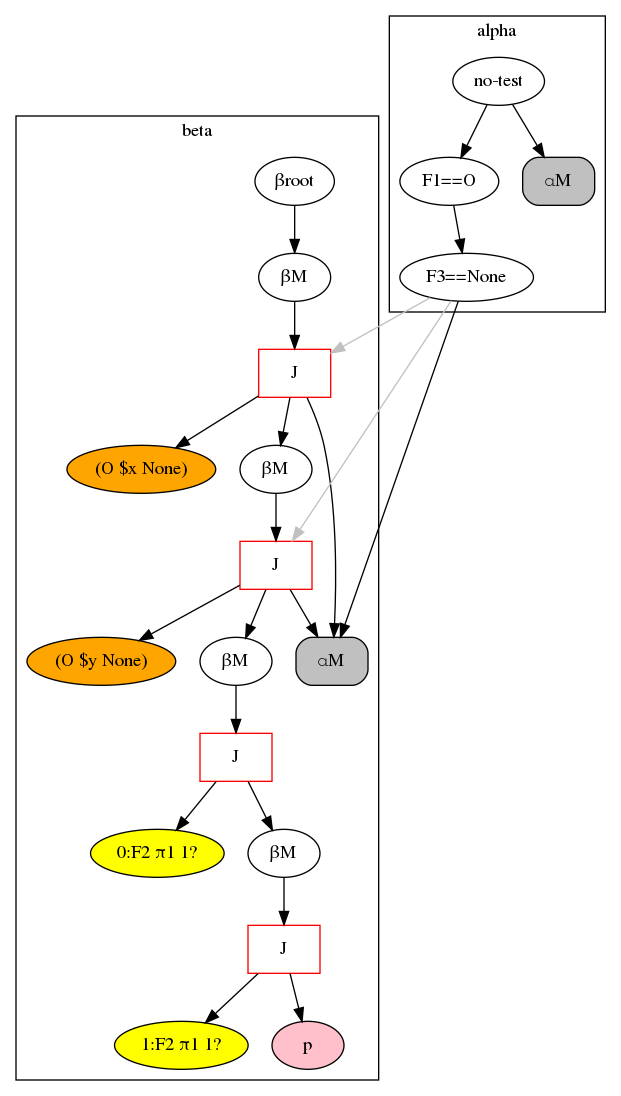 alpha
no-test
beta
βroot
F1==O
αM
βM
F3==None
J
(O $x None)
βM
J
(O $y None)
βM
αM
J
0:F2 π1 1?
βM
J
1:F2 π1 1?
p